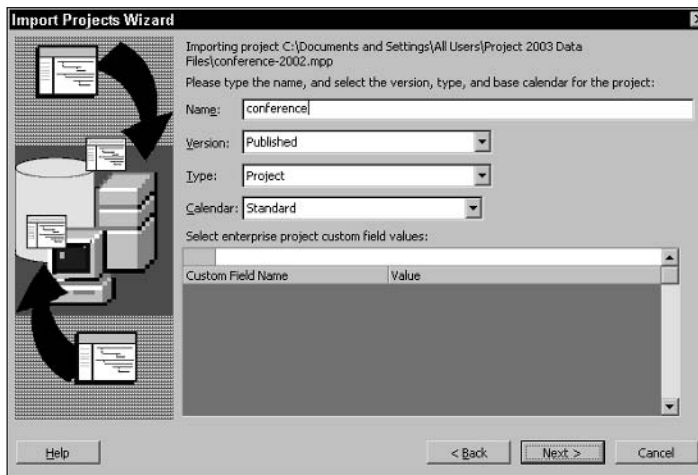 Import Projects Wizard
Importing project C:\Documents and Settings\All Users\Project 2003 Data
Files\conference-2002.mpp
Please type the name, and select the version, type, and base calendar for the project:
Name: conference
Version: Published
Type: Project
Calendar: Standard
Select enterprise project custom field values:
Custom Field Name Value
Help < Back Next > Cancel